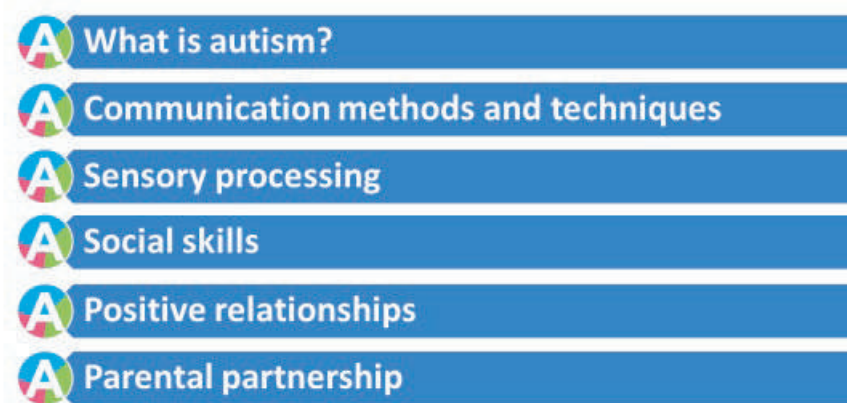 A What is autism?
A Communication methods and techniques
A Sensory processing
A Social skills
A Positive relationships
A Parental partnership